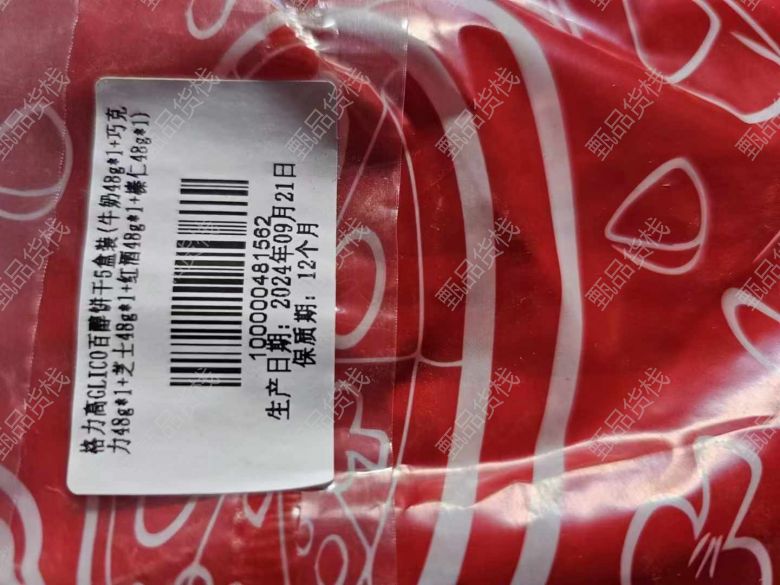 格力高GLICO百醇饼干5盒装(牛奶48g*1+巧克
力48g*1+芝士48g*1+红酒48g*1+榛仁48g*1)
100000481562
生产日期：2024年09月21日
保质期：12个月
甄品货栈